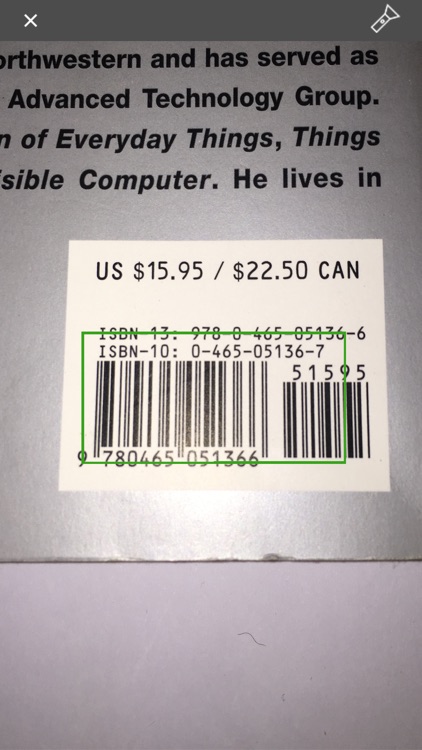 orthwestern and has served as
Advanced Technology Group.
n of Everyday Things, Things
sible Computer. He lives in
US $15.95 / $22.50 CAN
ISBN-13: 978-0-465-05136-6
ISBN-10: 0-465-05136-7
51595
9 780465 051366